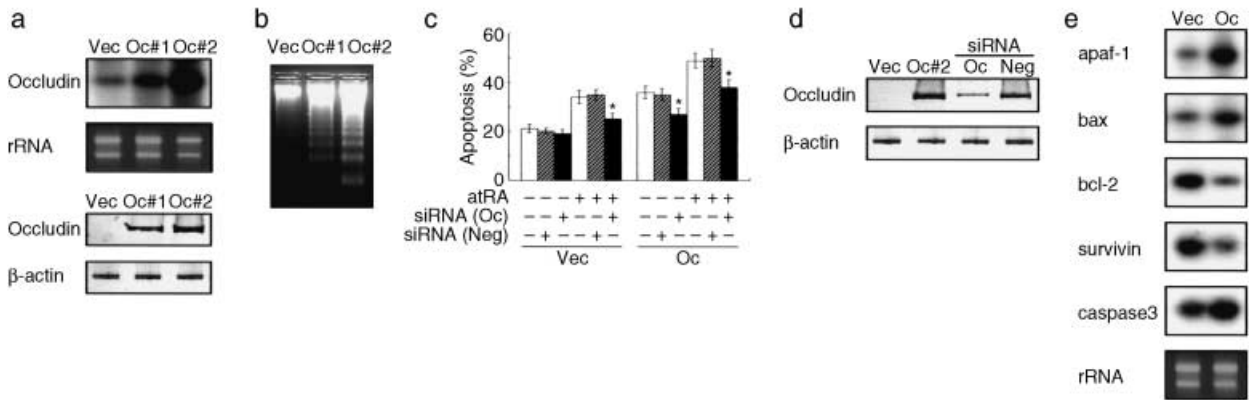 a
Vec Oc#1 Oc#2
Occludin
rRNA
Vec Oc#1 Oc#2
Occludin
β-actin
b
Vec Oc#1 Oc#2
c
Apoptosis (%)
60
40
20
0
* * *
atRA − − − + + + − − − + + +
siRNA (Oc) − − + − − + − − + − − +
siRNA (Neg) − + − − + − − + − − + −
Vec Oc
d
siRNA
Vec Oc#2 Oc Neg
Occludin
β-actin
e
Vec Oc
apaf-1
bax
bcl-2
survivin
caspase3
rRNA